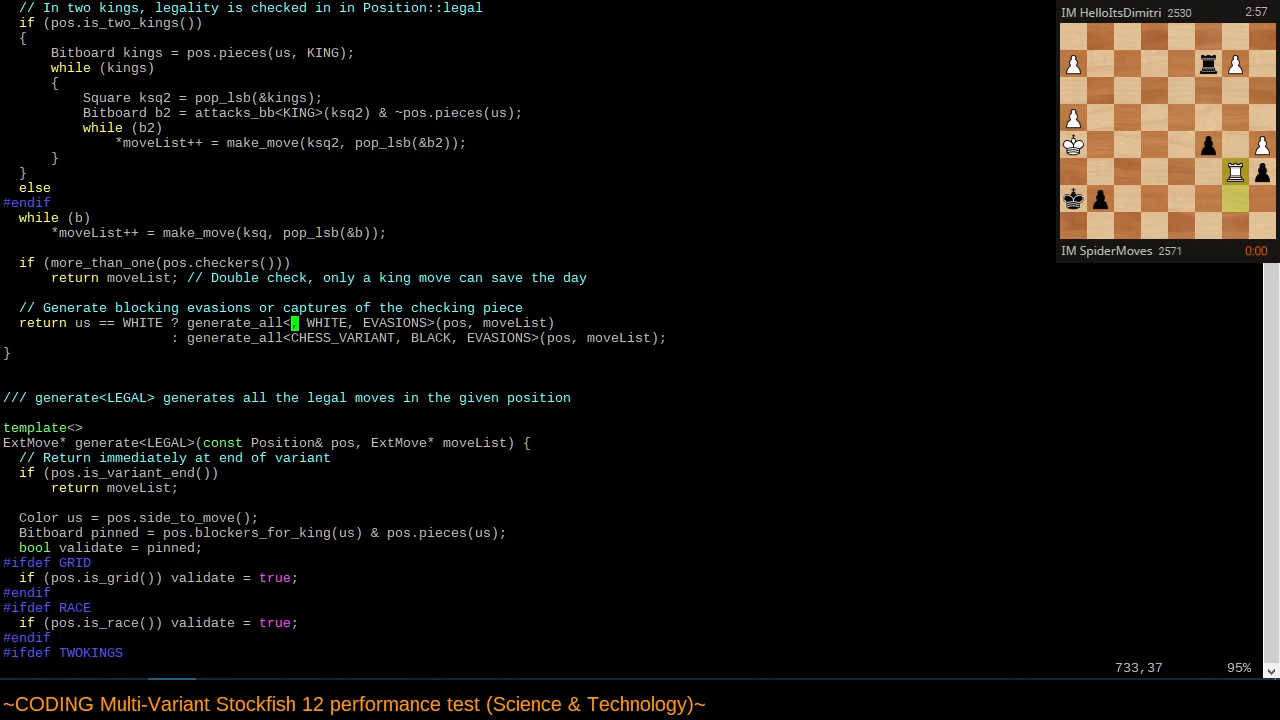 // In two kings, legality is checked in in Position::legal
if (pos.is_two_kings())
{
Bitboard kings = pos.pieces(us, KING);
while (kings)
{
Square ksq2 = pop_lsb(&kings);
Bitboard b2 = attacks_bb<KING>(ksq2) & ~pos.pieces(us);
while (b2)
*moveList++ = make_move(ksq2, pop_lsb(&b2));
}
}
else
#endif
while (b)
*moveList++ = make_move(ksq, pop_lsb(&b));
if (more_than_one(pos.checkers()))
return moveList; // Double check, only a king move can save the day
// Generate blocking evasions or captures of the checking piece
return us == WHITE ? generate_all<, WHITE, EVASIONS>(pos, moveList)
: generate_all<CHESS_VARIANT, BLACK, EVASIONS>(pos, moveList);
}
/// generate<LEGAL> generates all the legal moves in the given position
template<>
ExtMove* generate<LEGAL>(const Position& pos, ExtMove* moveList) {
// Return immediately at end of variant
if (pos.is_variant_end())
return moveList;
Color us = pos.side_to_move();
Bitboard pinned = pos.blockers_for_king(us) & pos.pieces(us);
bool validate = pinned;
#ifdef GRID
if (pos.is_grid()) validate = true;
#endif
#ifdef RACE
if (pos.is_race()) validate = true;
#endif
#ifdef TWOKINGS
733,37 95%
IM HelloItsDimitri 2530 2:57
IM SpiderMoves 2571 0:00
~CODING Multi-Variant Stockfish 12 performance test (Science & Technology)~